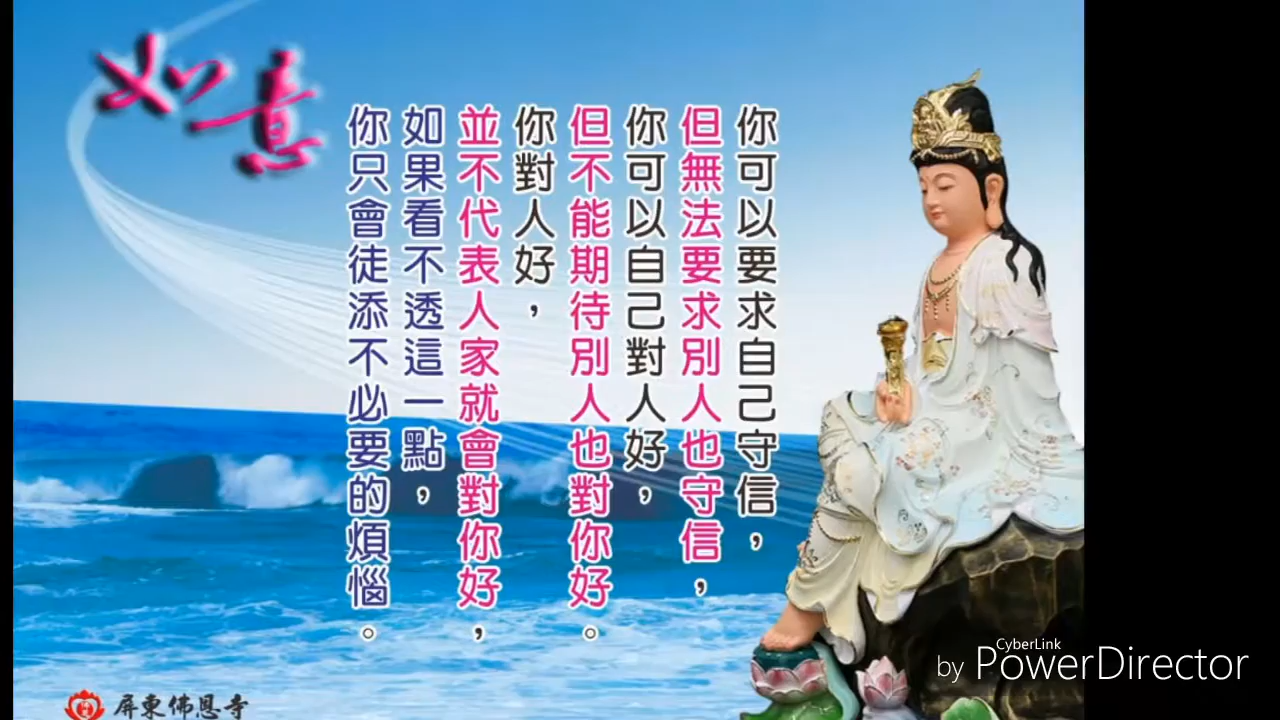 如意
你可以要求自己守信，
但無法要求別人也守信，
你可以自己對人好，
但不能期待別人也對你好。
你對人好，
並不代表人家就會對你好，
如果看不透這一點，
你只會徒添不必要的煩惱。
屏東佛恩寺
by CyberLink PowerDirector